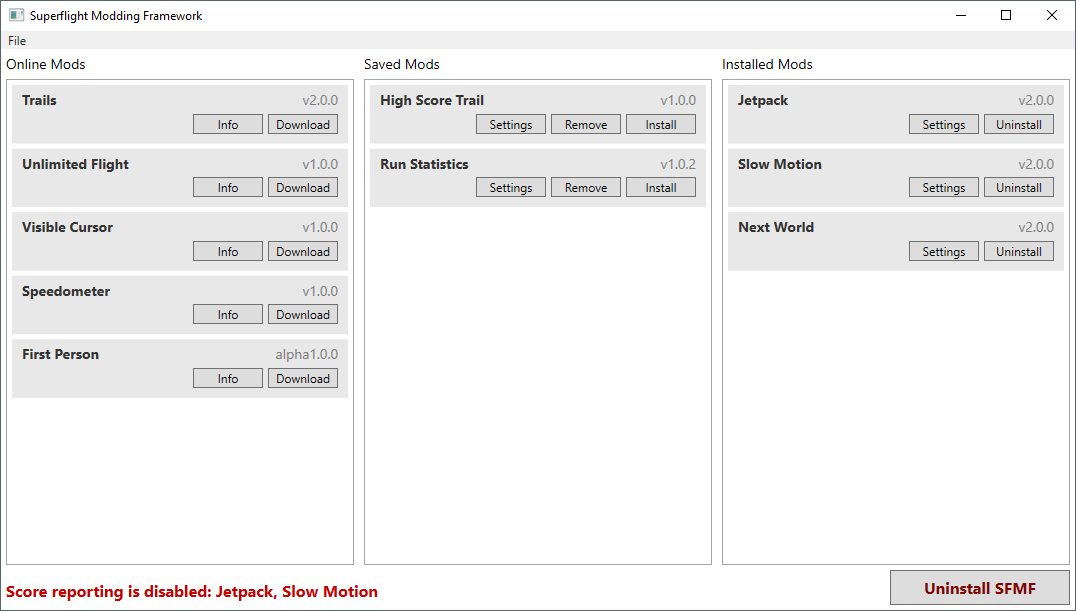 Superflight Modding Framework
File
Online Mods
Trails v2.0.0
Info Download
Unlimited Flight v1.0.0
Info Download
Visible Cursor v1.0.0
Info Download
Speedometer v1.0.0
Info Download
First Person alpha1.0.0
Info Download
Saved Mods
High Score Trail v1.0.0
Settings Remove Install
Run Statistics v1.0.2
Settings Remove Install
Installed Mods
Jetpack v2.0.0
Settings Uninstall
Slow Motion v2.0.0
Settings Uninstall
Next World v2.0.0
Settings Uninstall
Score reporting is disabled: Jetpack, Slow Motion
Uninstall SFMF